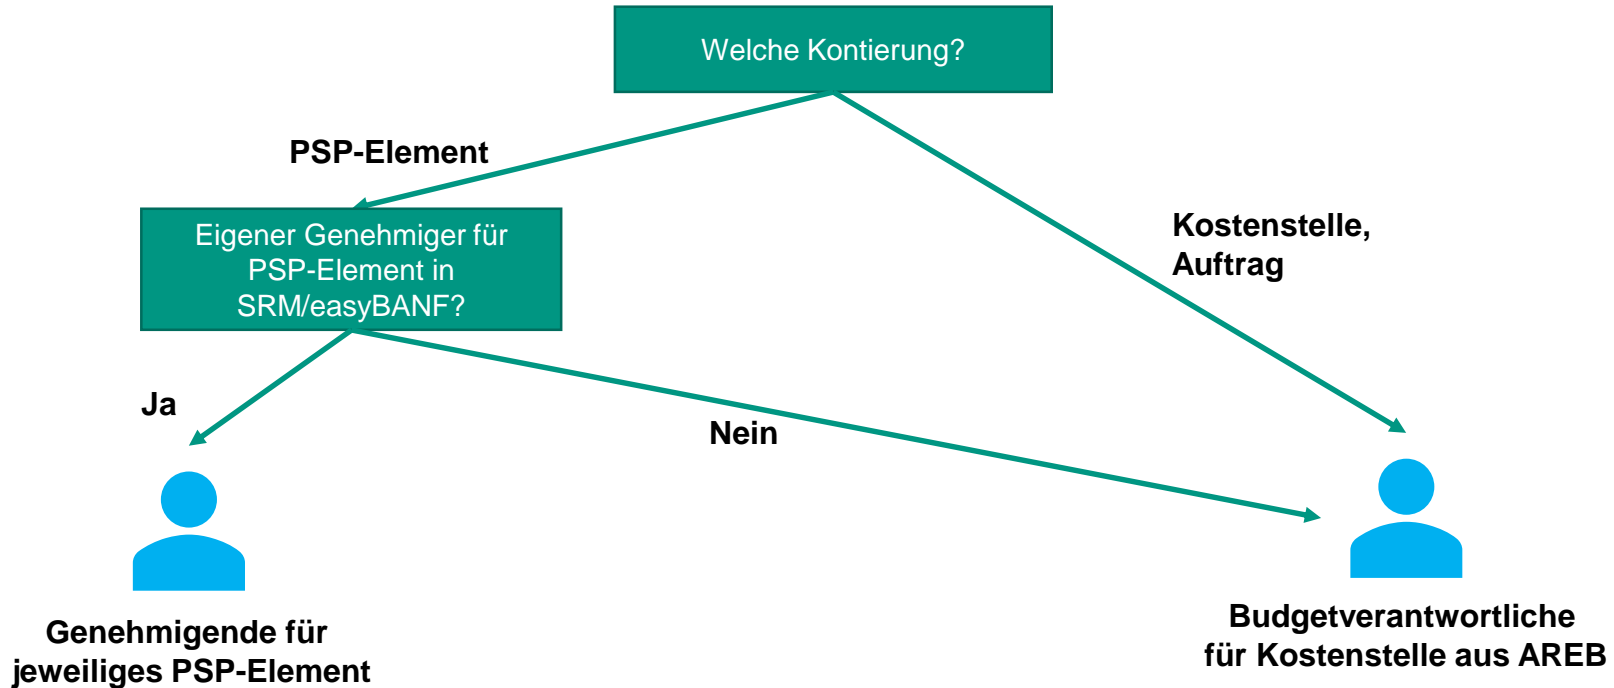 Welche Kontierung?
PSP-Element
Eigener Genehmiger für
PSP-Element in
SRM/easyBANF?
Kostenstelle,
Auftrag
Ja
Nein
Genehmigende für
jeweiliges PSP-Element
Budgetverantwortliche
für Kostenstelle aus AREB